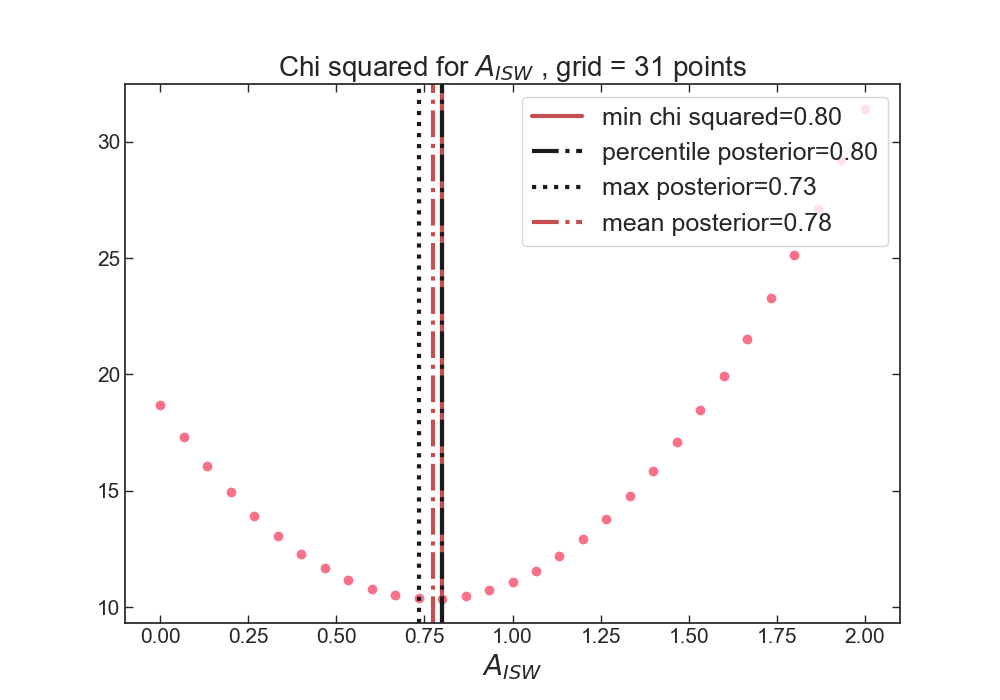 Chi squared for A_ISW , grid = 31 points
min chi squared=0.80
percentile posterior=0.80
max posterior=0.73
mean posterior=0.78
30
25
20
15
10
0.00 0.25 0.50 0.75 1.00 1.25 1.50 1.75 2.00
A_ISW